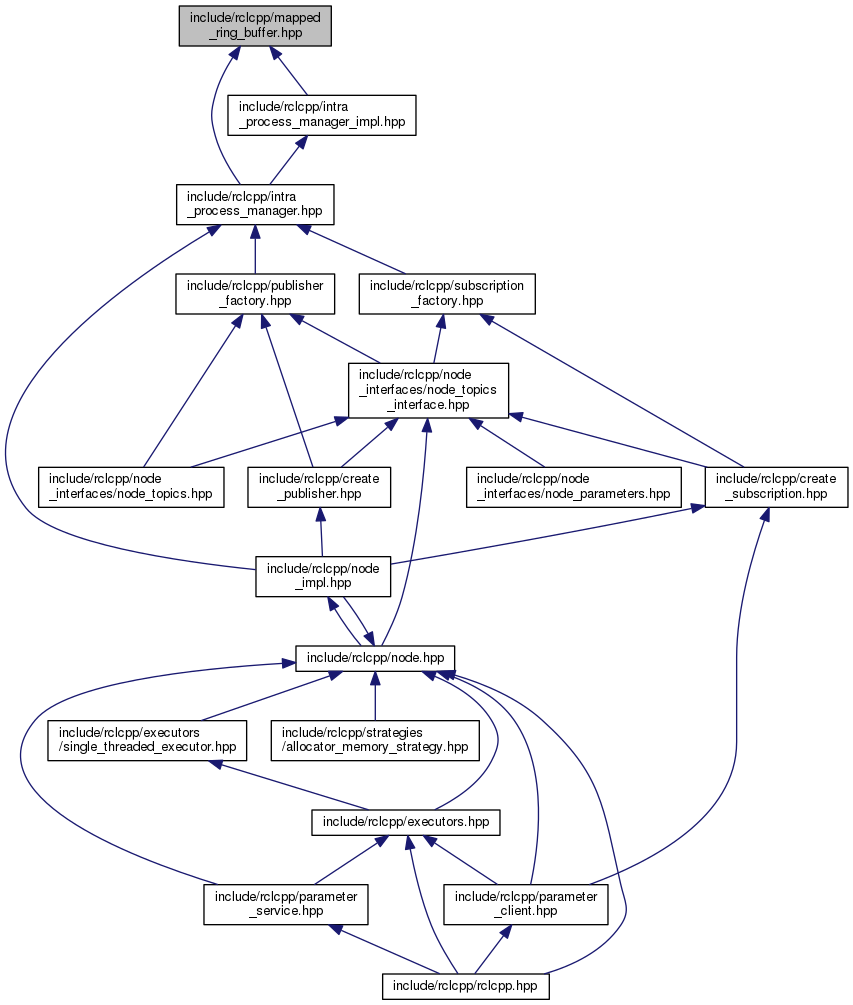 include/rclcpp/mapped
_ring_buffer.hpp
include/rclcpp/intra
_process_manager_impl.hpp
include/rclcpp/intra
_process_manager.hpp
include/rclcpp/publisher
_factory.hpp
include/rclcpp/subscription
_factory.hpp
include/rclcpp/node
_interfaces/node_topics
_interface.hpp
include/rclcpp/node
_interfaces/node_topics.hpp
include/rclcpp/create
_publisher.hpp
include/rclcpp/node
_interfaces/node_parameters.hpp
include/rclcpp/create
_subscription.hpp
include/rclcpp/node
_impl.hpp
include/rclcpp/node.hpp
include/rclcpp/executors
/single_threaded_executor.hpp
include/rclcpp/strategies
/allocator_memory_strategy.hpp
include/rclcpp/executors.hpp
include/rclcpp/parameter
_service.hpp
include/rclcpp/parameter
_client.hpp
include/rclcpp/rclcpp.hpp